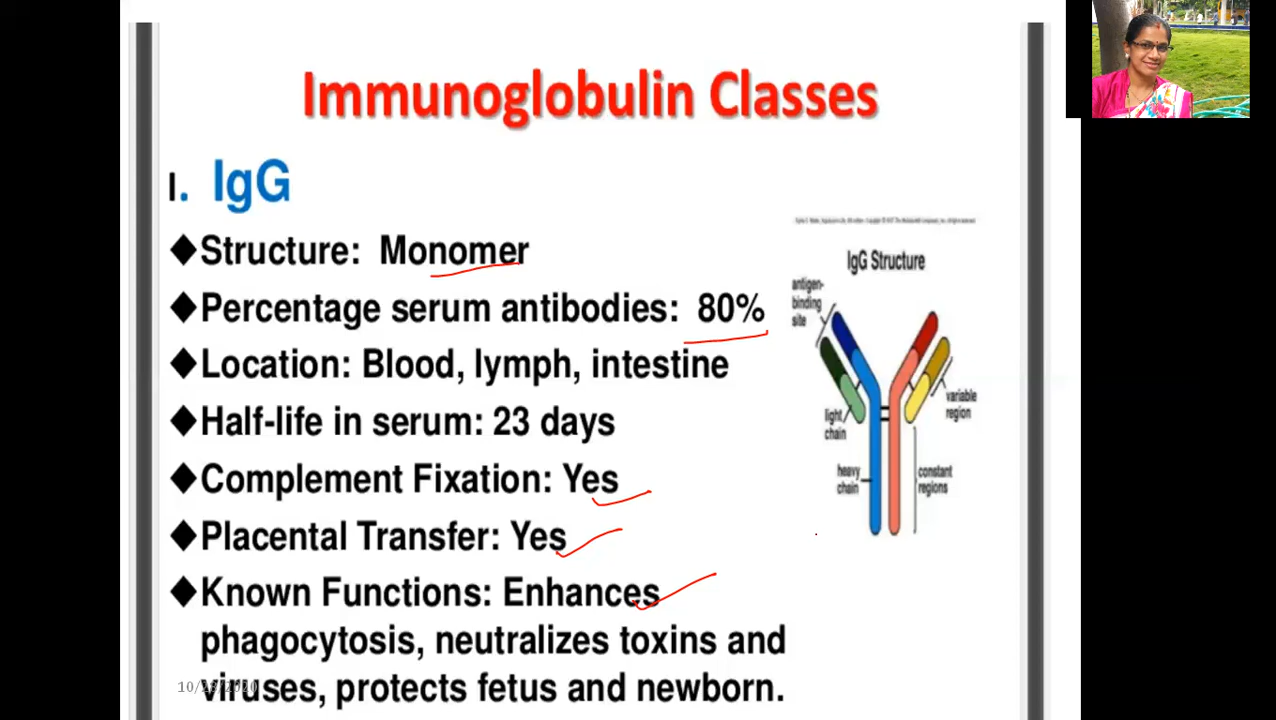 Immunoglobulin Classes
I. IgG
◆Structure: Monomer
◆Percentage serum antibodies: 80%
◆Location: Blood, lymph, intestine
◆Half-life in serum: 23 days
◆Complement Fixation: Yes
◆Placental Transfer: Yes
◆Known Functions: Enhances
phagocytosis, neutralizes toxins and
viruses, protects fetus and newborn.
IgG Structure
antigen-
binding
site
light
chain
heavy
chain
variable
region
constant
regions